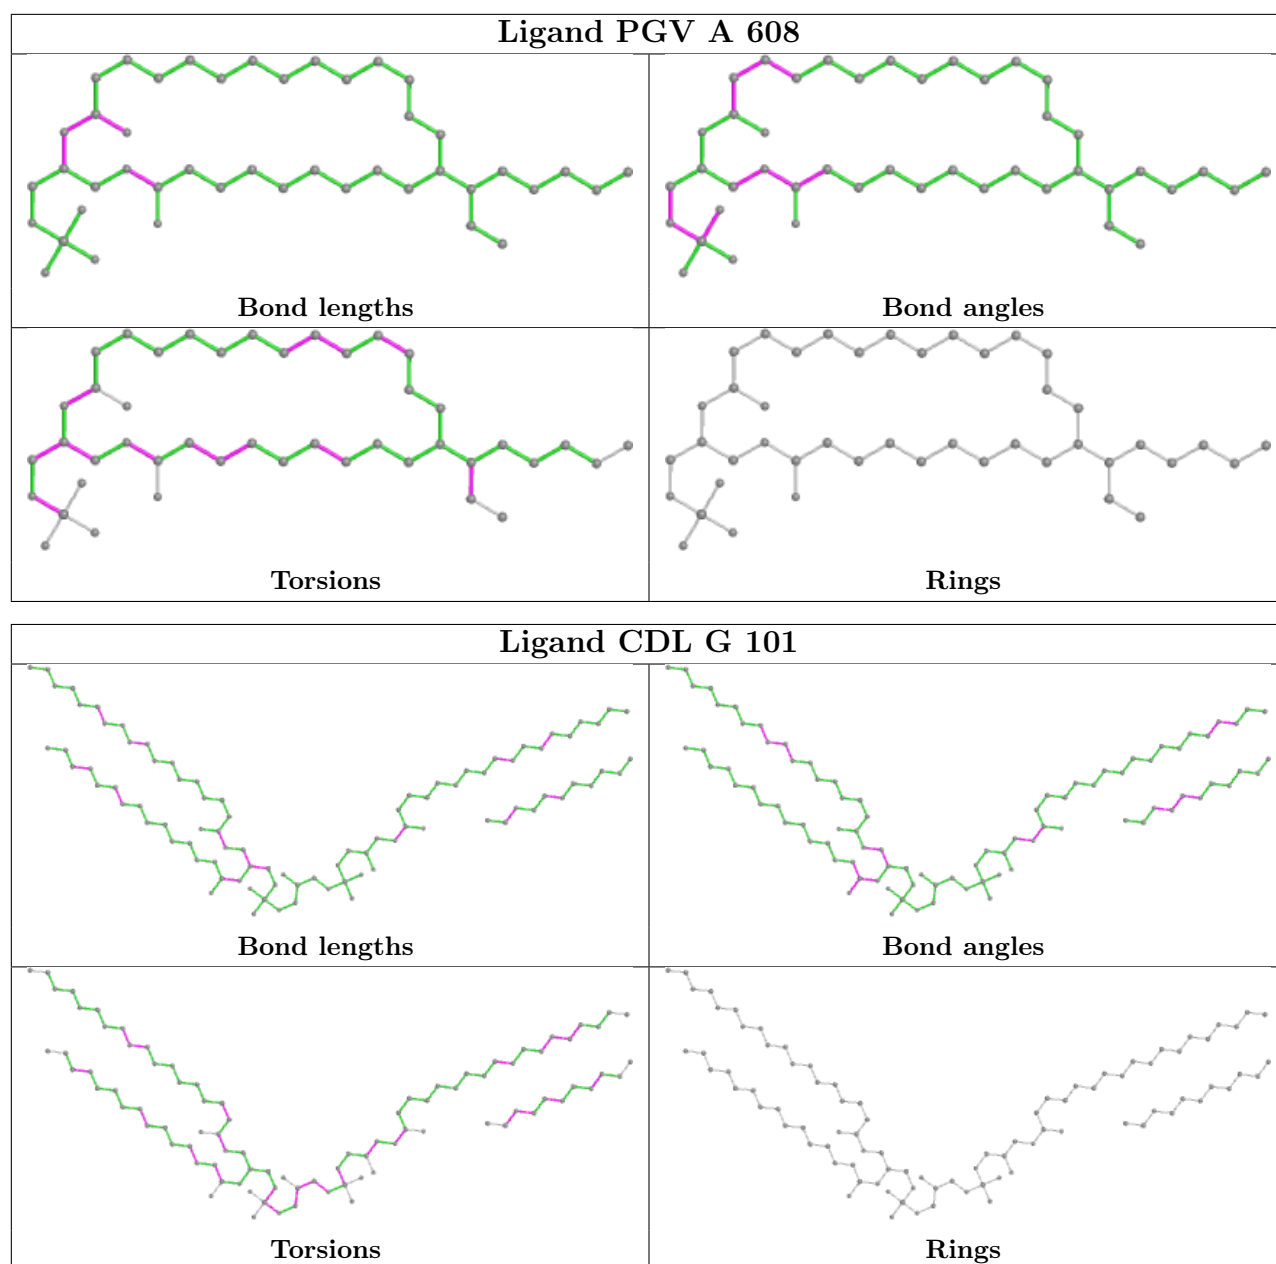 Ligand PGV A 608
Bond lengths
Bond angles
Torsions
Rings
Ligand CDL G 101
Bond lengths
Bond angles
Torsions
Rings